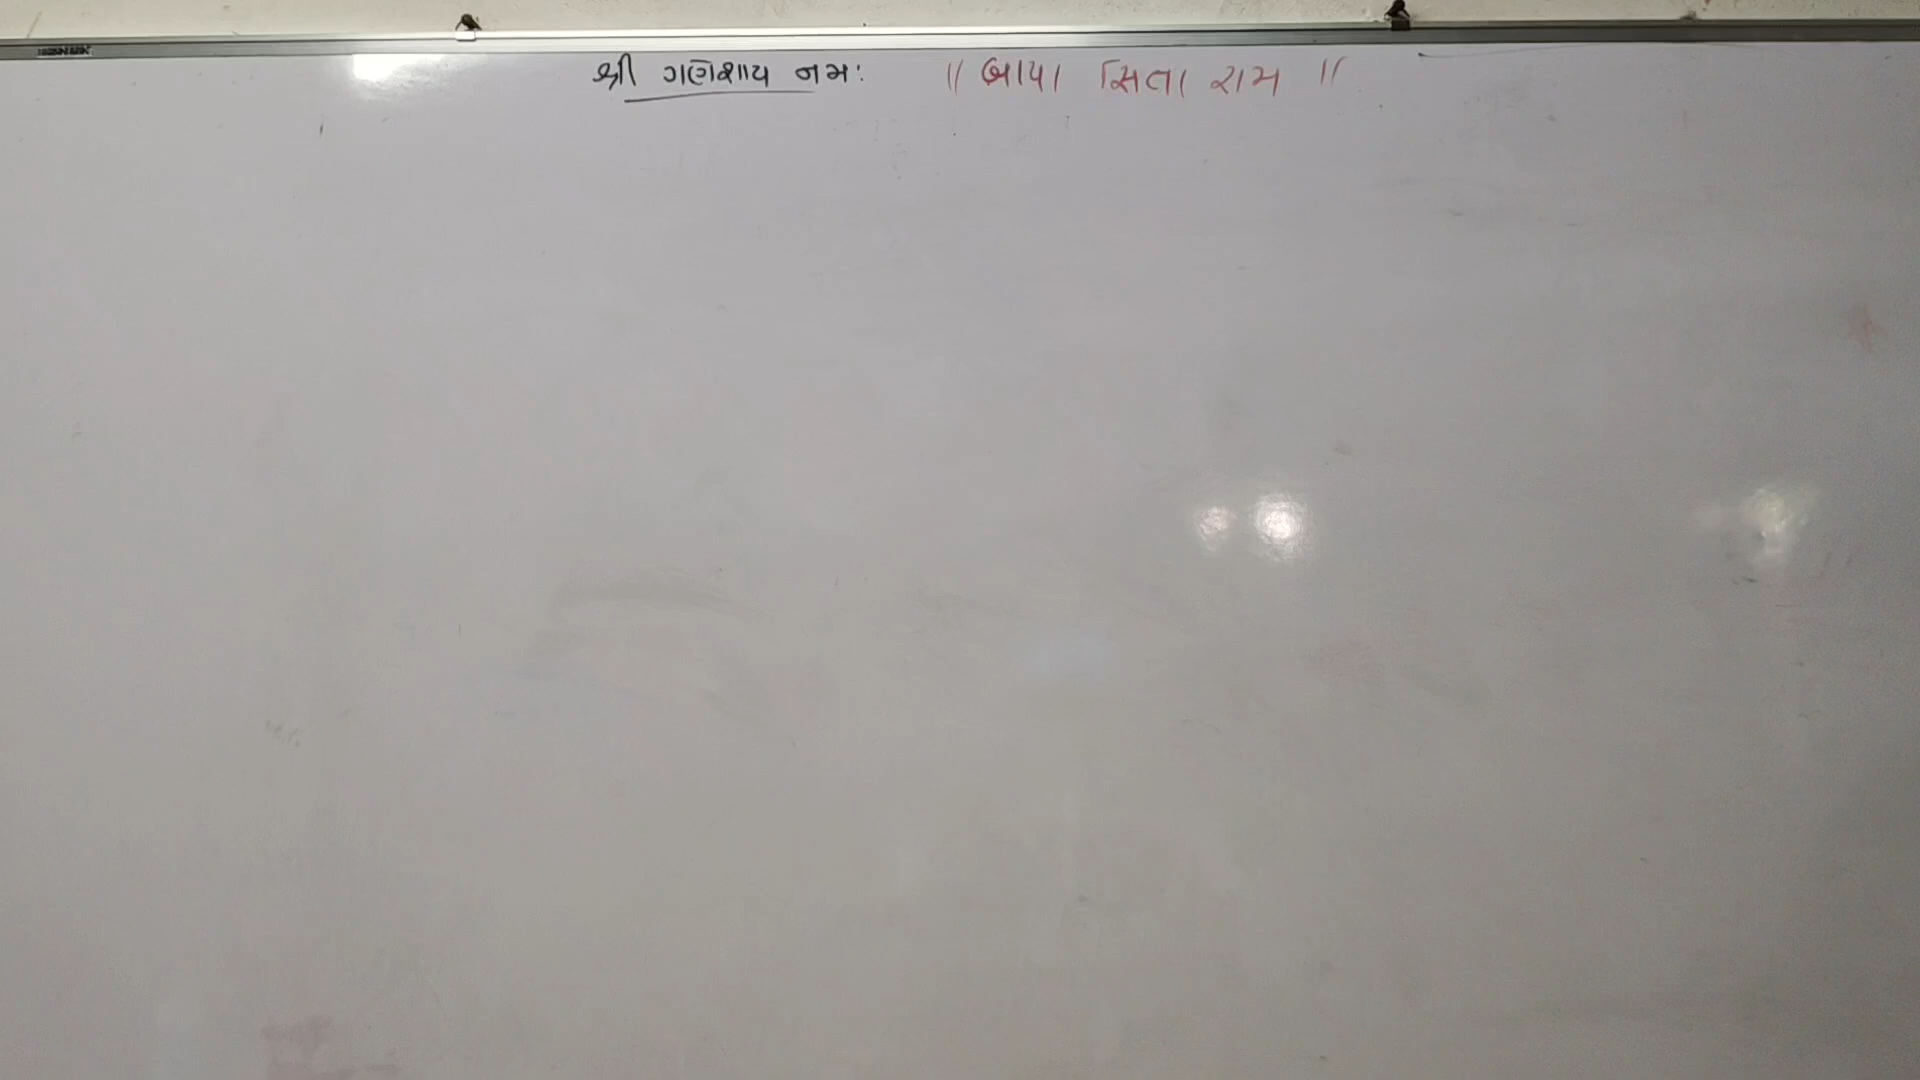 શ્રી ગણેશાય નમ: || બાપા સિતા રામ ||